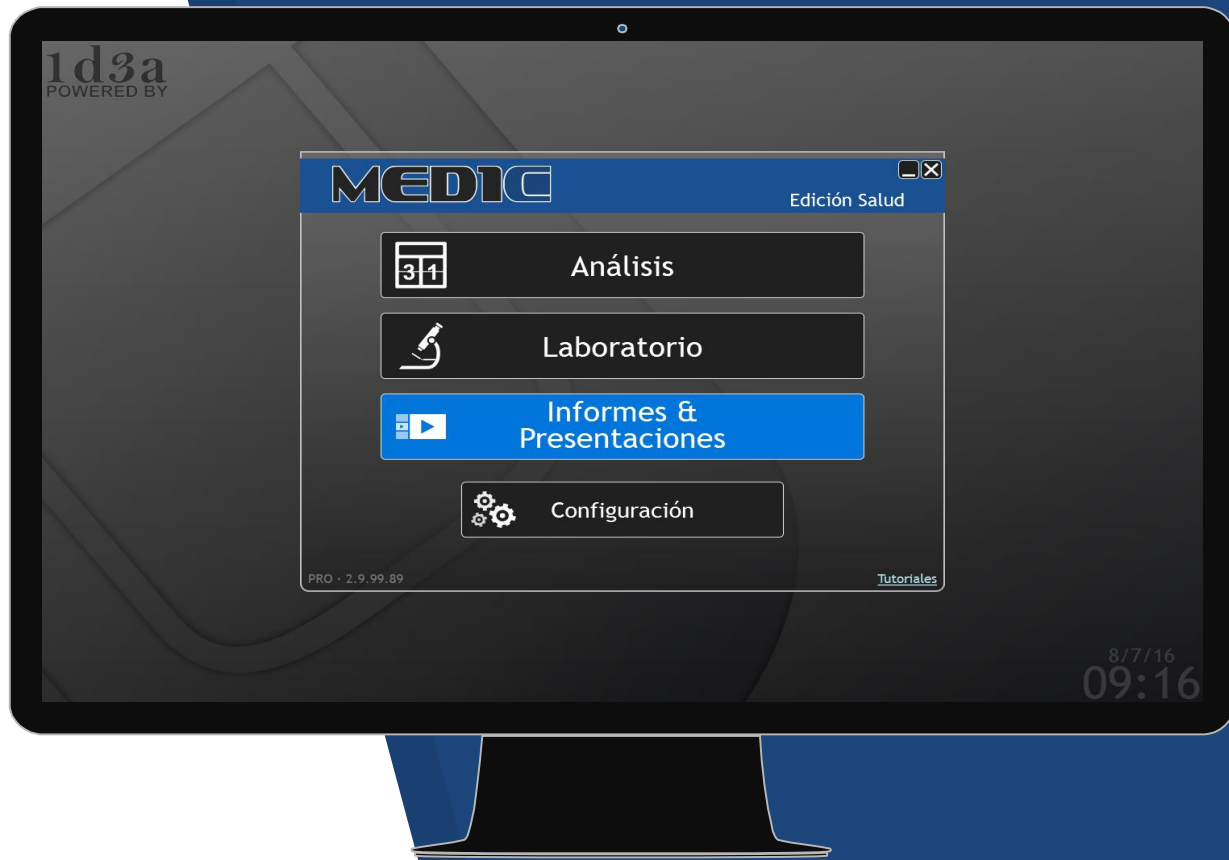 1d3a
POWERED BY
MED1C
Edición Salud
31
Análisis
Laboratorio
Informes &
Presentaciones
Configuración
PRO - 2.9.99.89
Tutoriales
8/7/16
09:16